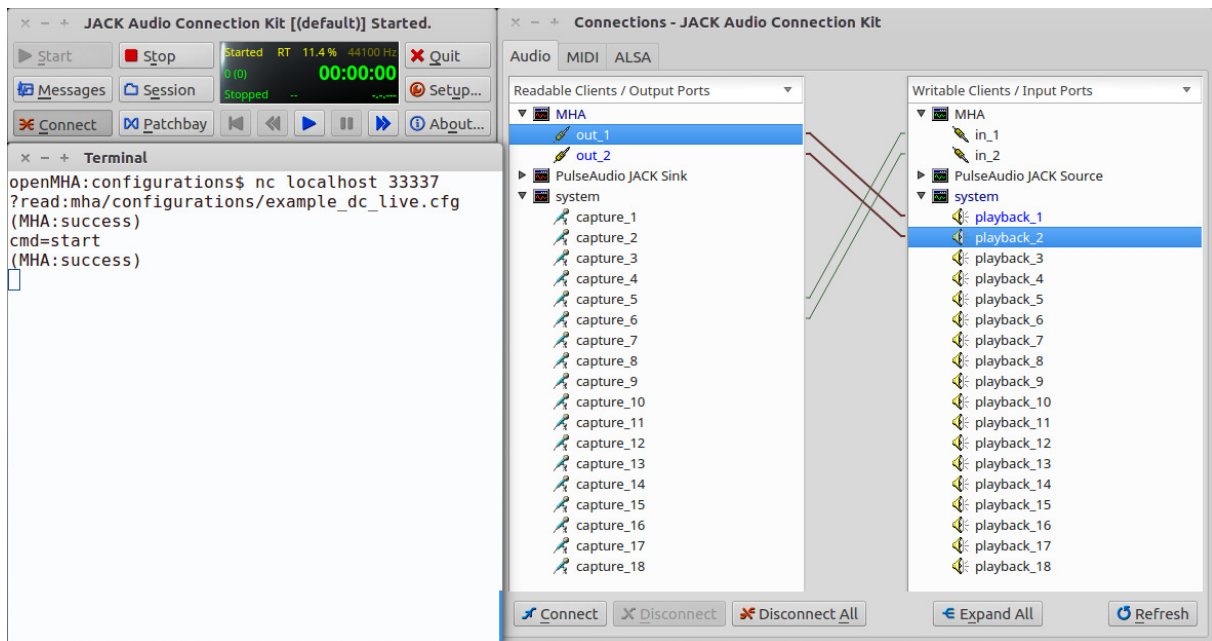 JACK Audio Connection Kit [(default)] Started.
Start
Stop
Started RT 11.4 % 44100 Hz
0 (0) 00:00:00
Stopped -- -.-.---
Quit
Messages
Session
Setup...
Connect
Patchbay
About...
Terminal
openMHA:configurations$ nc localhost 33337
?read:mha/configurations/example_dc_live.cfg
(MHA:success)
cmd=start
(MHA:success)
Connections - JACK Audio Connection Kit
Audio MIDI ALSA
Readable Clients / Output Ports
MHA
out_1
out_2
PulseAudio JACK Sink
system
capture_1
capture_2
capture_3
capture_4
capture_5
capture_6
capture_7
capture_8
capture_9
capture_10
capture_11
capture_12
capture_13
capture_14
capture_15
capture_16
capture_17
capture_18
Writable Clients / Input Ports
MHA
in_1
in_2
PulseAudio JACK Source
system
playback_1
playback_2
playback_3
playback_4
playback_5
playback_6
playback_7
playback_8
playback_9
playback_10
playback_11
playback_12
playback_13
playback_14
playback_15
playback_16
playback_17
playback_18
Connect
Disconnect
Disconnect All
Expand All
Refresh